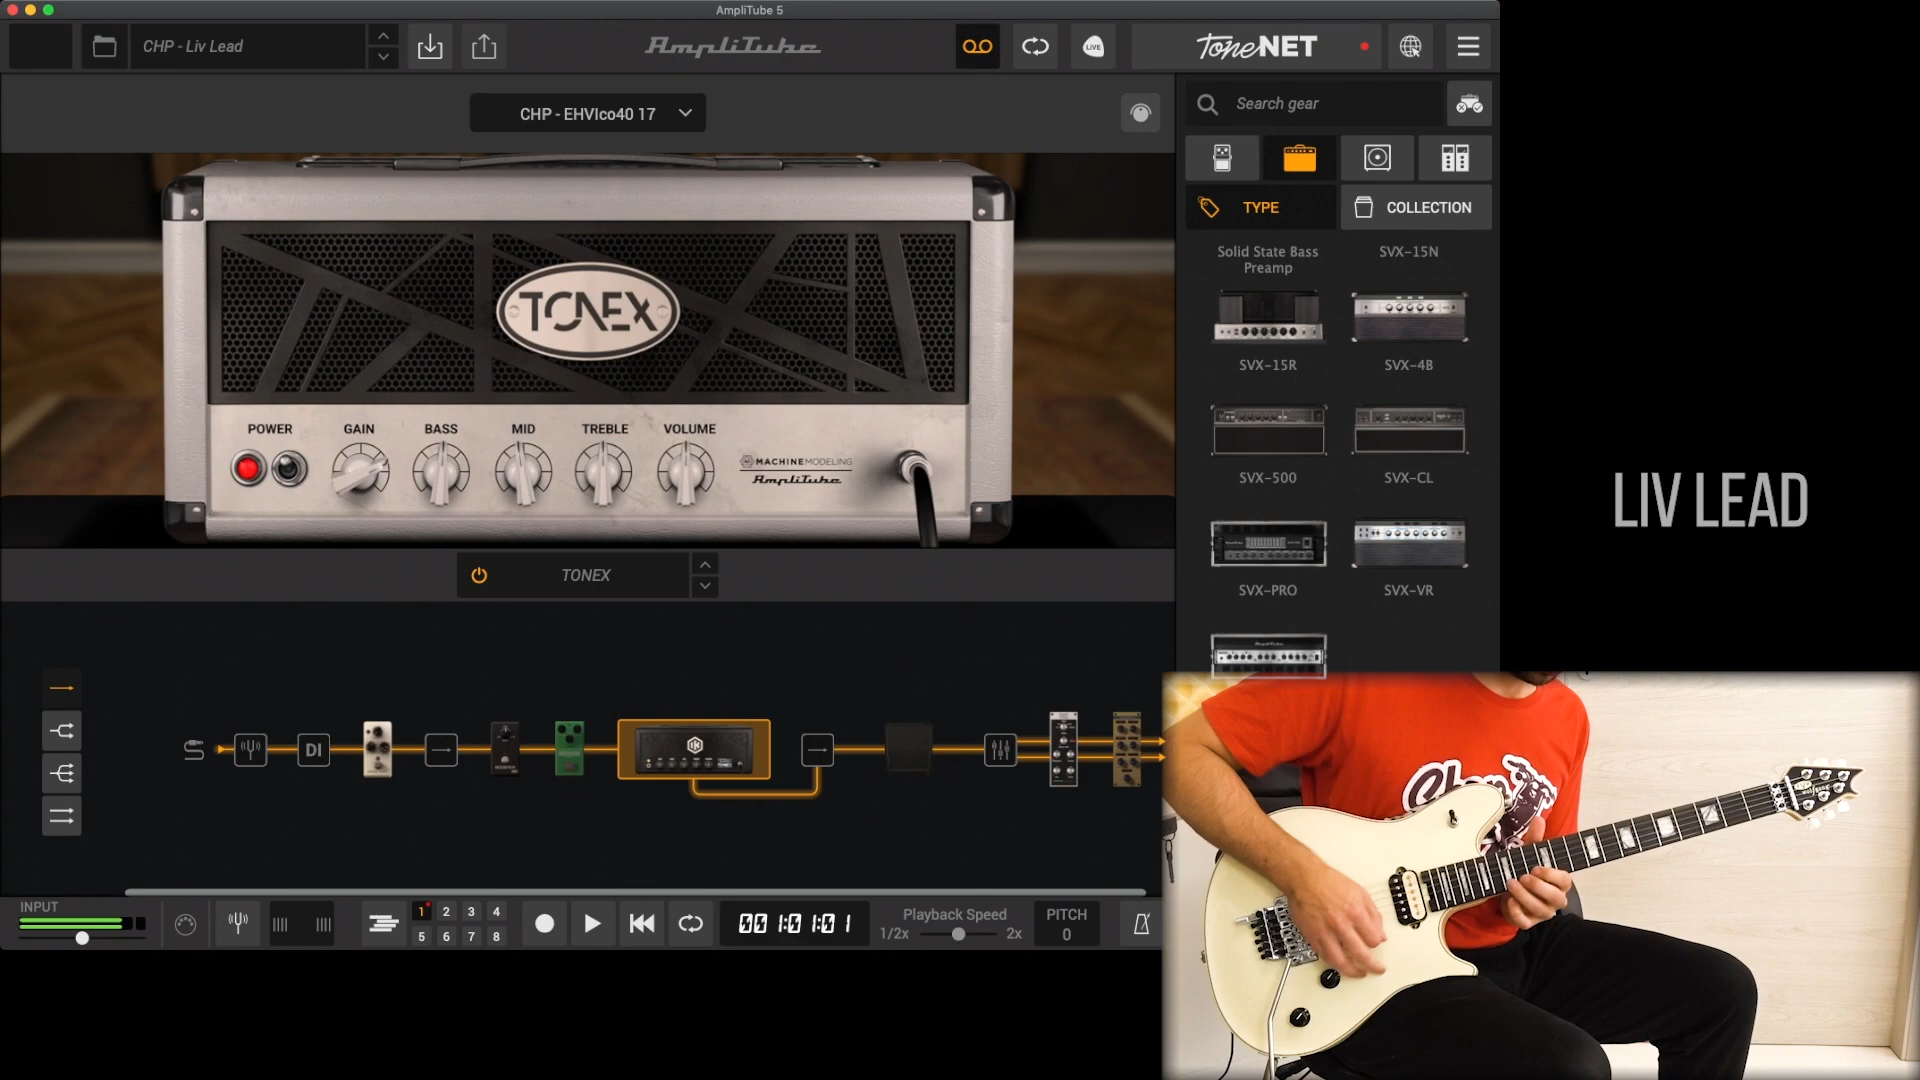 AmpliTube 5
CHP - Liv Lead
AmpliTube
LIVE
ToneNET
CHP - EHVIco40 17
Search gear
TYPE
COLLECTION
Solid State Bass
Preamp
SVX-15N
SVX-15R
SVX-4B
SVX-500
SVX-CL
SVX-PRO
SVX-VR
TONEX
POWER
GAIN
BASS
MID
TREBLE
VOLUME
MACHINEMODELING
AmpliTube
TONEX
DI
LIV LEAD
INPUT
1 2 3 4
5 6 7 8
00 1:0 1:0 1
Playback Speed
1/2x
2x
PITCH
0